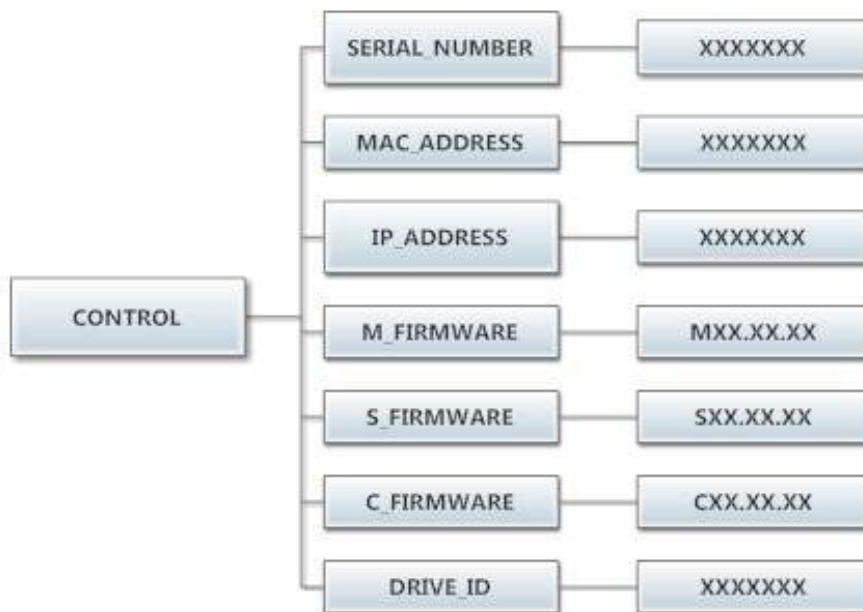 SERIAL_NUMBER XXXXXXX
MAC_ADDRESS XXXXXXX
IP_ADDRESS XXXXXXX
CONTROL
M_FIRMWARE MXX.XX.XX
S_FIRMWARE SXX.XX.XX
C_FIRMWARE CXX.XX.XX
DRIVE_ID XXXXXXX